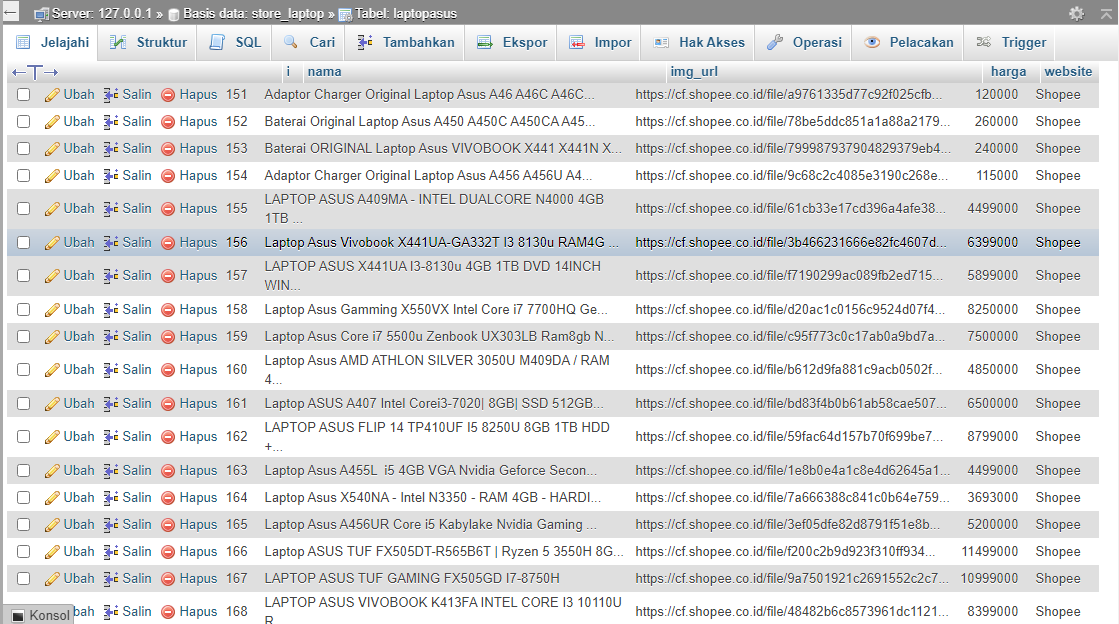 Server: 127.0.0.1 » Basis data: store_laptop » Tabel: laptopasus
Jelajahi Struktur SQL Cari Tambahkan Ekspor Impor Hak Akses Operasi Pelacakan Trigger
←T→ i nama img_url harga website
Ubah Salin Hapus 151 Adaptor Charger Original Laptop Asus A46 A46C A46C... https://cf.shopee.co.id/file/a9761335d77c92f025cfb... 120000 Shopee
Ubah Salin Hapus 152 Baterai Original Laptop Asus A450 A450C A450CA A45... https://cf.shopee.co.id/file/78be5ddc851a1a88a2179... 260000 Shopee
Ubah Salin Hapus 153 Baterai ORIGINAL Laptop Asus VIVOBOOK X441 X441N X... https://cf.shopee.co.id/file/799987937904829379eb4... 240000 Shopee
Ubah Salin Hapus 154 Adaptor Charger Original Laptop Asus A456 A456U A4... https://cf.shopee.co.id/file/9c68c2c4085e3190c268e... 115000 Shopee
Ubah Salin Hapus 155 LAPTOP ASUS A409MA - INTEL DUALCORE N4000 4GB
1TB ... https://cf.shopee.co.id/file/61cb33e17cd396a4afe38... 4499000 Shopee
Ubah Salin Hapus 156 Laptop Asus Vivobook X441UA-GA332T I3 8130u RAM4G ... https://cf.shopee.co.id/file/3b466231666e82fc4607d... 6399000 Shopee
Ubah Salin Hapus 157 LAPTOP ASUS X441UA I3-8130u 4GB 1TB DVD 14INCH
WIN... https://cf.shopee.co.id/file/f7190299ac089fb2ed715... 5899000 Shopee
Ubah Salin Hapus 158 Laptop Asus Gamming X550VX Intel Core i7 7700HQ Ge... https://cf.shopee.co.id/file/d20ac1c0156c9524d07f4... 8250000 Shopee
Ubah Salin Hapus 159 Laptop Asus Core i7 5500u Zenbook UX303LB Ram8gb N... https://cf.shopee.co.id/file/c95f773c0c17ab0a9bd7a... 7500000 Shopee
Ubah Salin Hapus 160 Laptop Asus AMD ATHLON SILVER 3050U M409DA / RAM
4... https://cf.shopee.co.id/file/b612d9fa881c9acb0502f... 4850000 Shopee
Ubah Salin Hapus 161 Laptop ASUS A407 Intel Corei3-7020| 8GB| SSD 512GB... https://cf.shopee.co.id/file/bd83f4b0b61ab58cae507... 6500000 Shopee
Ubah Salin Hapus 162 LAPTOP ASUS FLIP 14 TP410UF I5 8250U 8GB 1TB HDD
+... https://cf.shopee.co.id/file/59fac64d157b70f699be7... 8799000 Shopee
Ubah Salin Hapus 163 Laptop Asus A455L i5 4GB VGA Nvidia Geforce Secon... https://cf.shopee.co.id/file/1e8b0e4a1c8e4d62645a1... 4499000 Shopee
Ubah Salin Hapus 164 Laptop Asus X540NA - Intel N3350 - RAM 4GB - HARDI... https://cf.shopee.co.id/file/7a666388c841c0b64e759... 3693000 Shopee
Ubah Salin Hapus 165 Laptop Asus A456UR Core i5 Kabylake Nvidia Gaming ... https://cf.shopee.co.id/file/3ef05dfe82d8791f51e8b... 5200000 Shopee
Ubah Salin Hapus 166 Laptop ASUS TUF FX505DT-R565B6T | Ryzen 5 3550H 8G... https://cf.shopee.co.id/file/f200c2b9d923f310ff934... 11499000 Shopee
Ubah Salin Hapus 167 LAPTOP ASUS TUF GAMING FX505GD I7-8750H https://cf.shopee.co.id/file/9a7501921c2691552c2c7... 10999000 Shopee
bah Salin Hapus 168 LAPTOP ASUS VIVOBOOK K413FA INTEL CORE I3 10110U
R https://cf.shopee.co.id/file/48482b6c8573961dc1121... 8399000 Shopee
Konsol